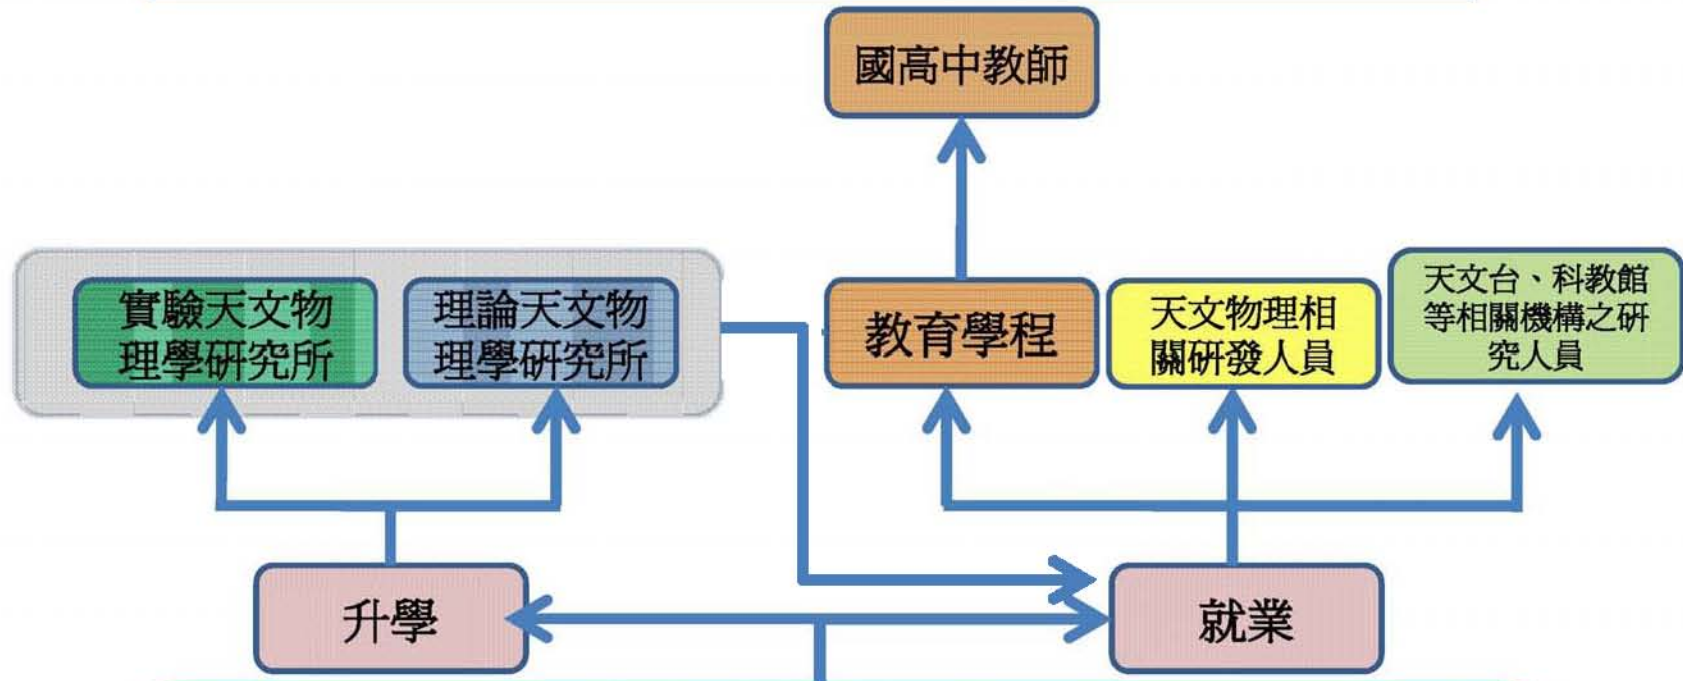 國高中教師
實驗天文物
理學研究所
理論天文物
理學研究所
教育學程
天文物理相
關研發人員
天文台、科教館
等相關機構之研
究人員
升學
就業